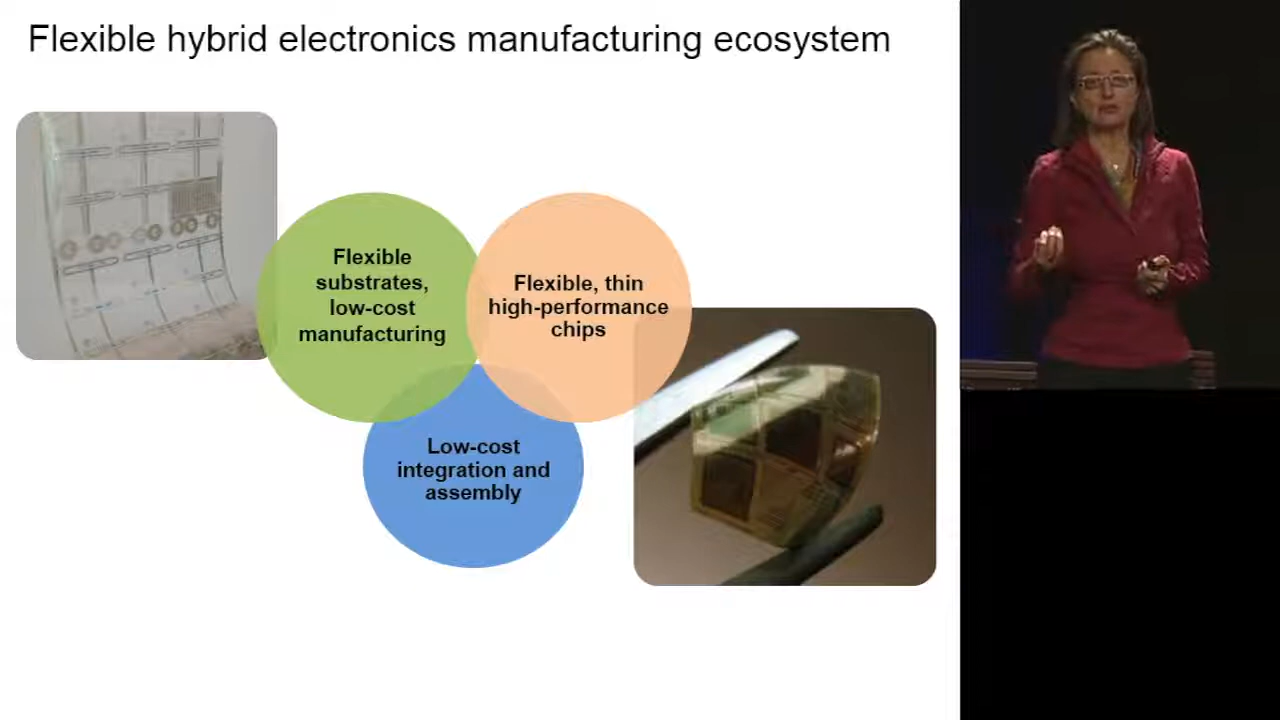 Flexible hybrid electronics manufacturing ecosystem
Flexible
substrates,
low-cost
manufacturing
Flexible, thin
high-performance
chips
Low-cost
integration and
assembly